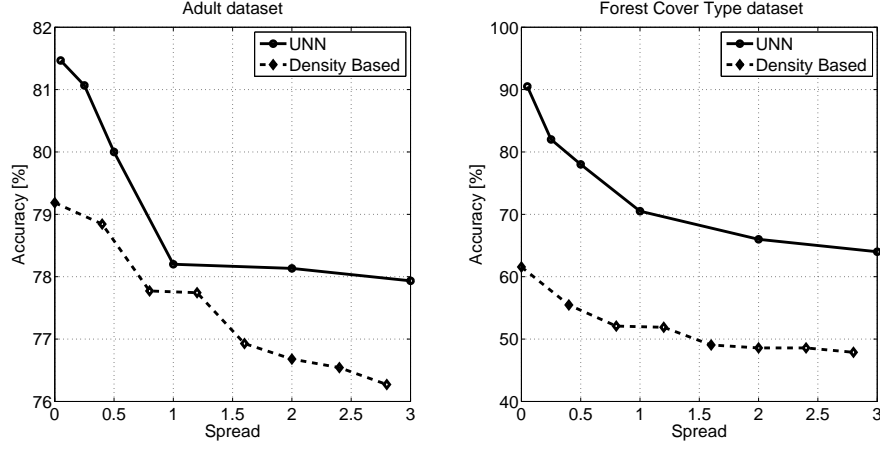 Adult dataset
82
81
80
79
78
77
76
Accuracy [%]
0
0.5
1
1.5
2
2.5
3
Spread
UNN
Density Based
Forest Cover Type dataset
100
90
80
70
60
50
40
Accuracy [%]
0
0.5
1
1.5
2
2.5
3
Spread
UNN
Density Based